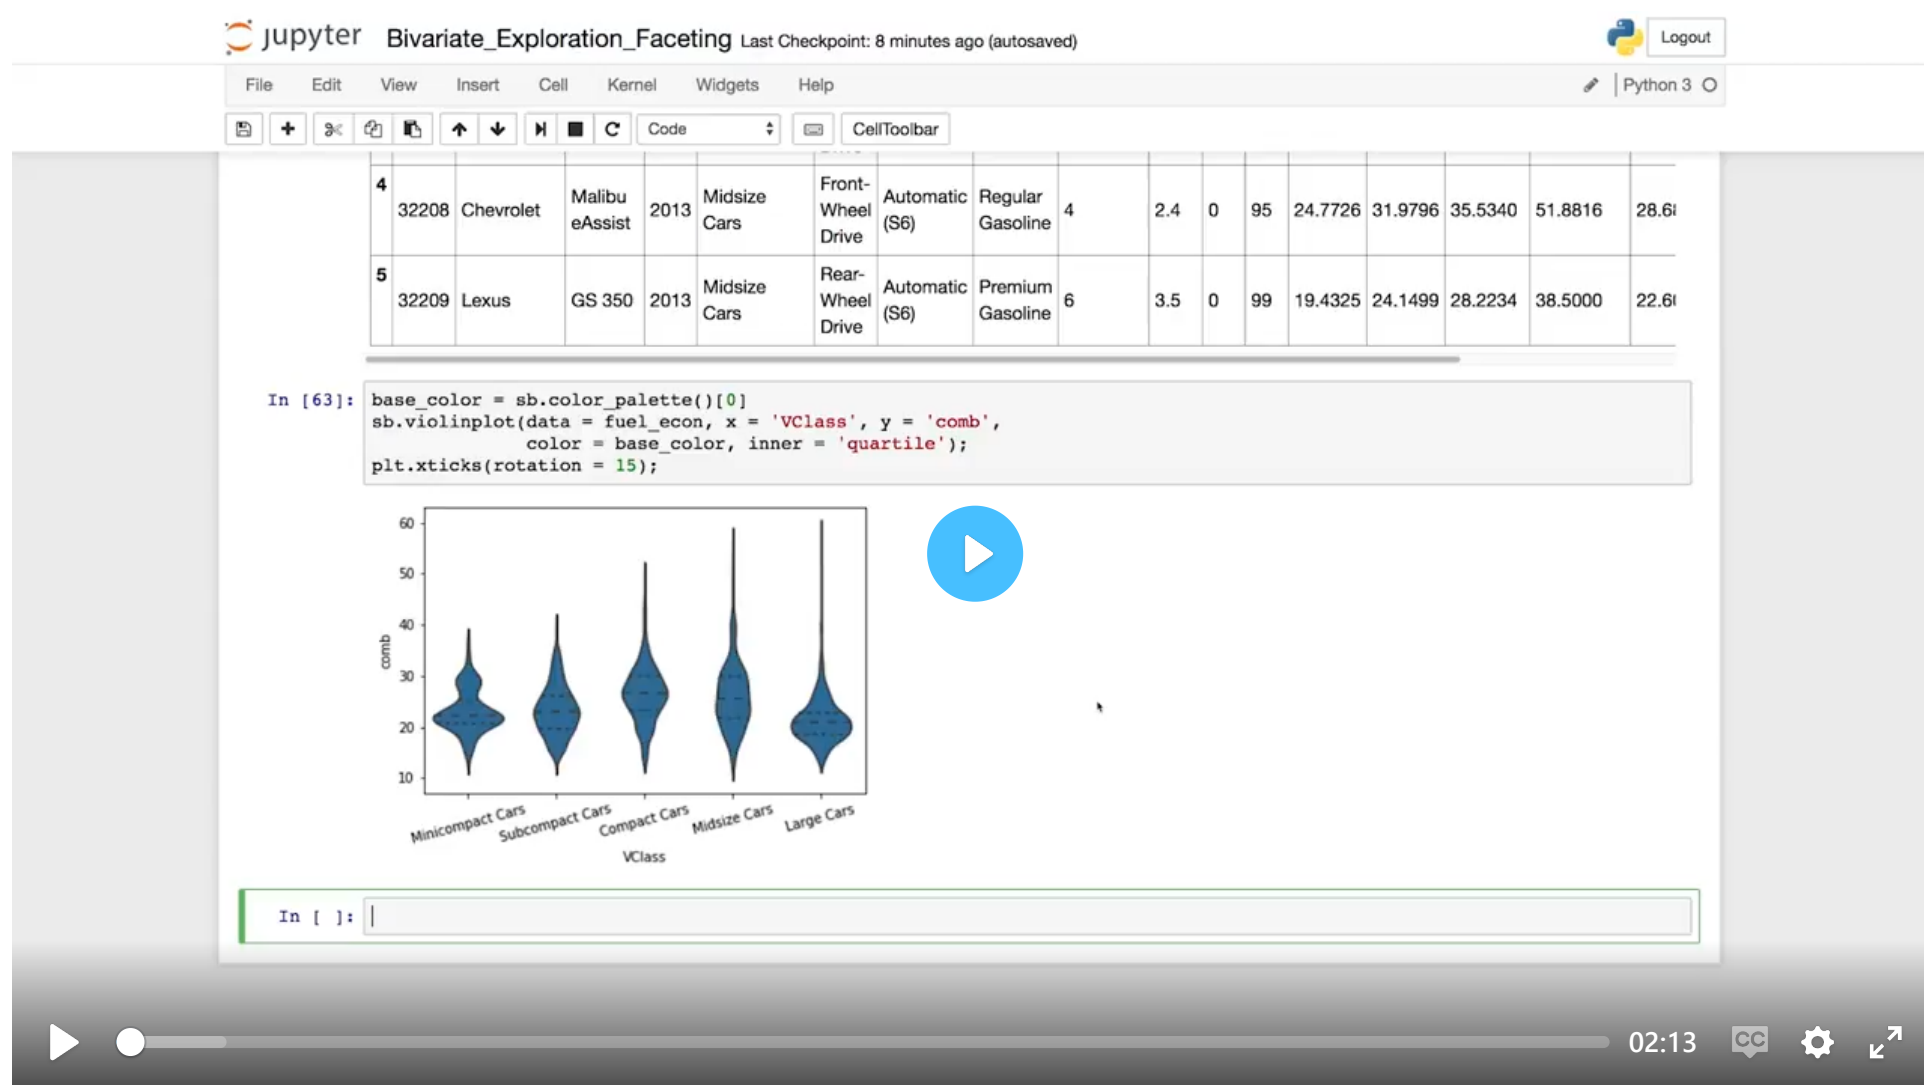 jupyter Bivariate_Exploration_Faceting Last Checkpoint: 8 minutes ago (autosaved) Logout
File Edit View Insert Cell Kernel Widgets Help Python 3
Code CellToolbar
4 32208 Chevrolet Malibu eAssist 2013 Midsize Cars Front-Wheel Drive Automatic (S6) Regular Gasoline 4 2.4 0 95 24.7726 31.9796 35.5340 51.8816
5 32209 Lexus GS 350 2013 Midsize Cars Rear-Wheel Drive Automatic (S6) Premium Gasoline 6 3.5 0 99 19.4325 24.1499 28.2234 38.5000
In [63]: base_color = sb.color_palette()[0]
sb.violinplot(data = fuel_econ, x = 'VClass', y = 'comb',
color = base_color, inner = 'quartile');
plt.xticks(rotation = 15);
60
50
40
comb
30
20
10
Minicompact Cars Subcompact Cars Compact Cars Midsize Cars Large Cars
VClass
In [ ]:
02:13 CC